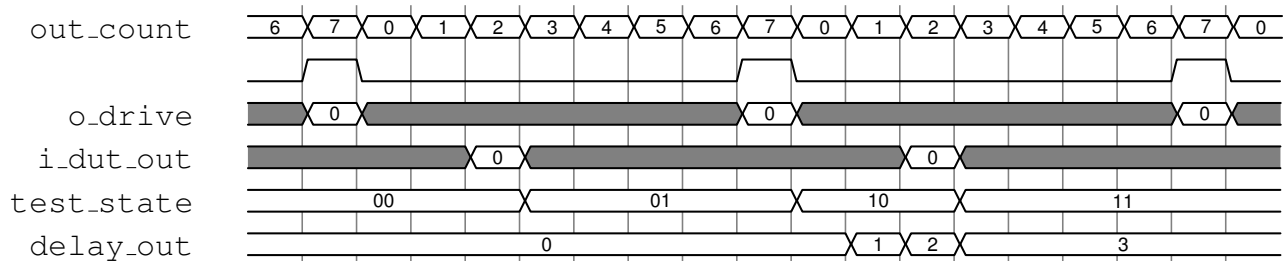 out_count 6 7 0 1 2 3 4 5 6 7 0 1 2 3 4 5 6 7 0
o_drive 0 0 0
i_dut_out 0 0
test_state 00 01 10 11
delay_out 0 1 2 3